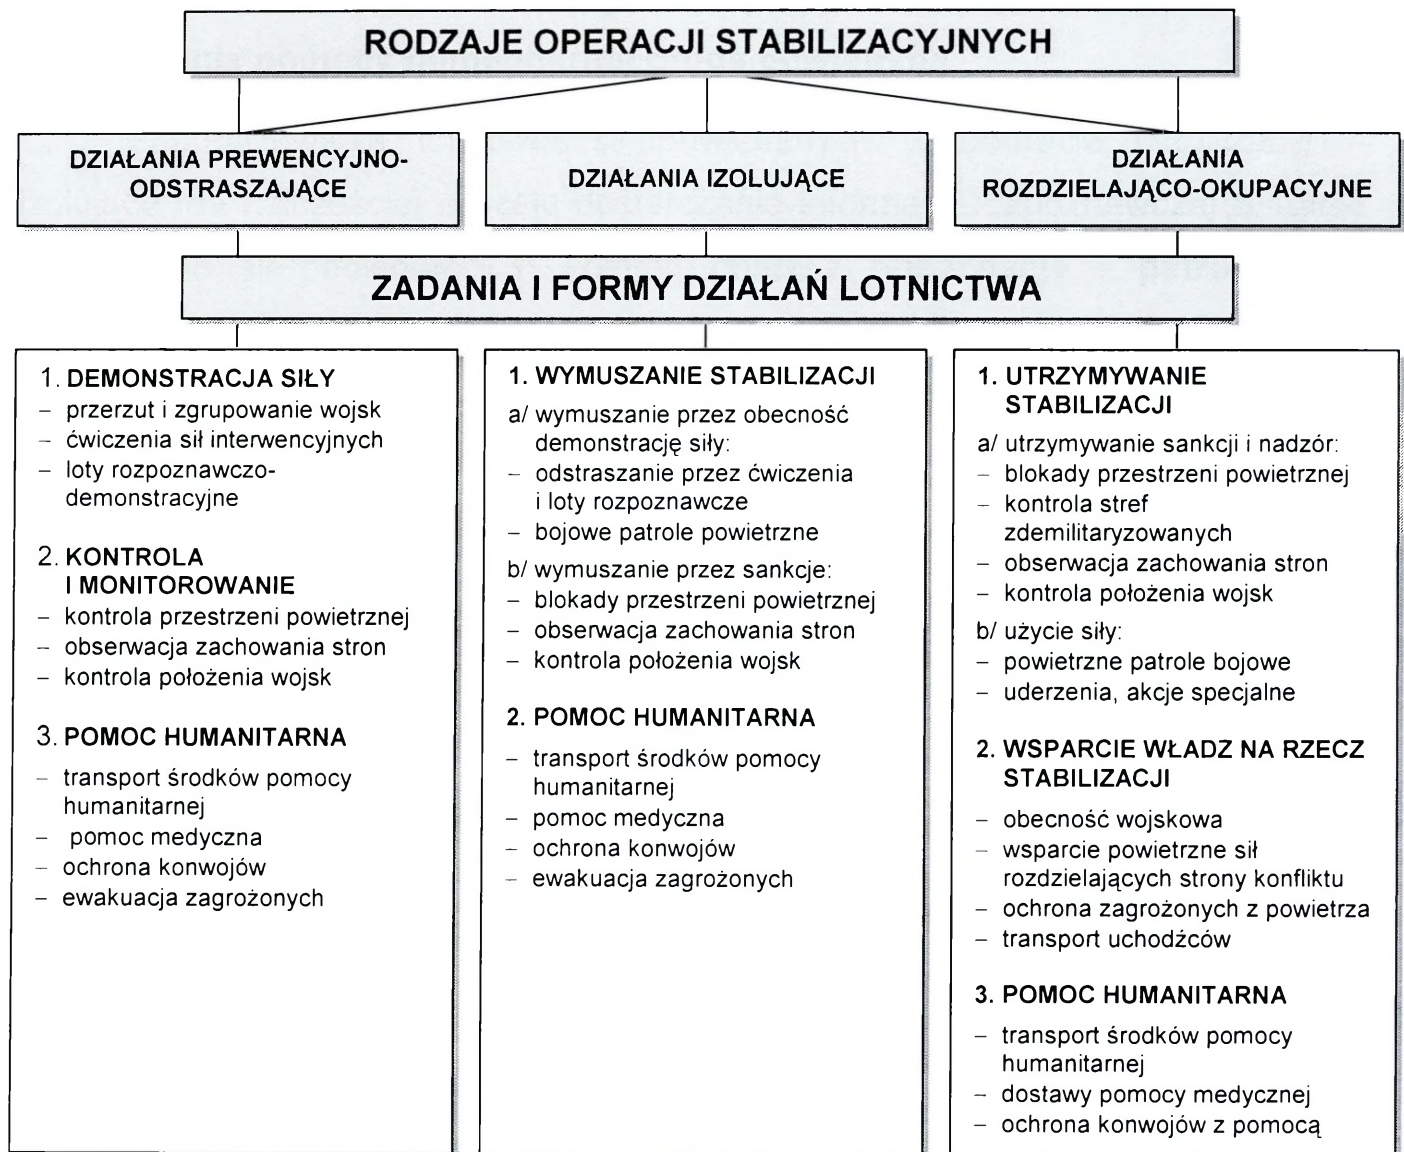 RODZAJE OPERACJI STABILIZACYJNYCH
DZIAŁANIA PREWENCYJNO-
ODSTRASZAJĄCE
DZIAŁANIA IZOLUJĄCE
DZIAŁANIA
ROZDZIELAJĄCO-OKUPACYJNE
ZADANIA I FORMY DZIAŁAŃ LOTNICTWA
1. DEMONSTRACJA SIŁY
– przerzut i zgrupowanie wojsk
– ćwiczenia sił interwencyjnych
– loty rozpoznawczo-
demonstracyjne
2. KONTROLA
I MONITOROWANIE
– kontrola przestrzeni powietrznej
– obserwacja zachowania stron
– kontrola położenia wojsk
3. POMOC HUMANITARNA
– transport środków pomocy
humanitarnej
– pomoc medyczna
– ochrona konwojów
– ewakuacja zagrożonych
1. WYMUSZANIE STABILIZACJI
a/ wymuszanie przez obecność
demonstrację siły:
– odstraszanie przez ćwiczenia
i loty rozpoznawcze
– bojowe patrole powietrzne
b/ wymuszanie przez sankcje:
– blokady przestrzeni powietrznej
– obserwacja zachowania stron
– kontrola położenia wojsk
2. POMOC HUMANITARNA
– transport środków pomocy
humanitarnej
– pomoc medyczna
– ochrona konwojów
– ewakuacja zagrożonych
1. UTRZYMYWANIE
STABILIZACJI
a/ utrzymywanie sankcji i nadzór:
– blokady przestrzeni powietrznej
– kontrola stref
zdemilitaryzowanych
– obserwacja zachowania stron
– kontrola położenia wojsk
b/ użycie siły:
– powietrzne patrole bojowe
– uderzenia, akcje specjalne
2. WSPARCIE WŁADZ NA RZECZ
STABILIZACJI
– obecność wojskowa
– wsparcie powietrzne sił
rozdzielających strony konfliktu
– ochrona zagrożonych z powietrza
– transport uchodźców
3. POMOC HUMANITARNA
– transport środków pomocy
humanitarnej
– dostawy pomocy medycznej
– ochrona konwojów z pomocą